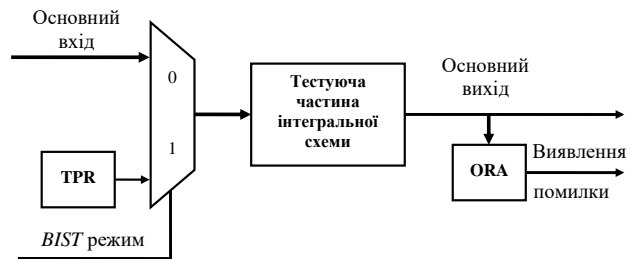 Основний
вхід
0
1
TPR
BIST режим
Тестуюча
частина
інтегральної
схеми
Основний
вихід
ORA
Виявлення
помилки